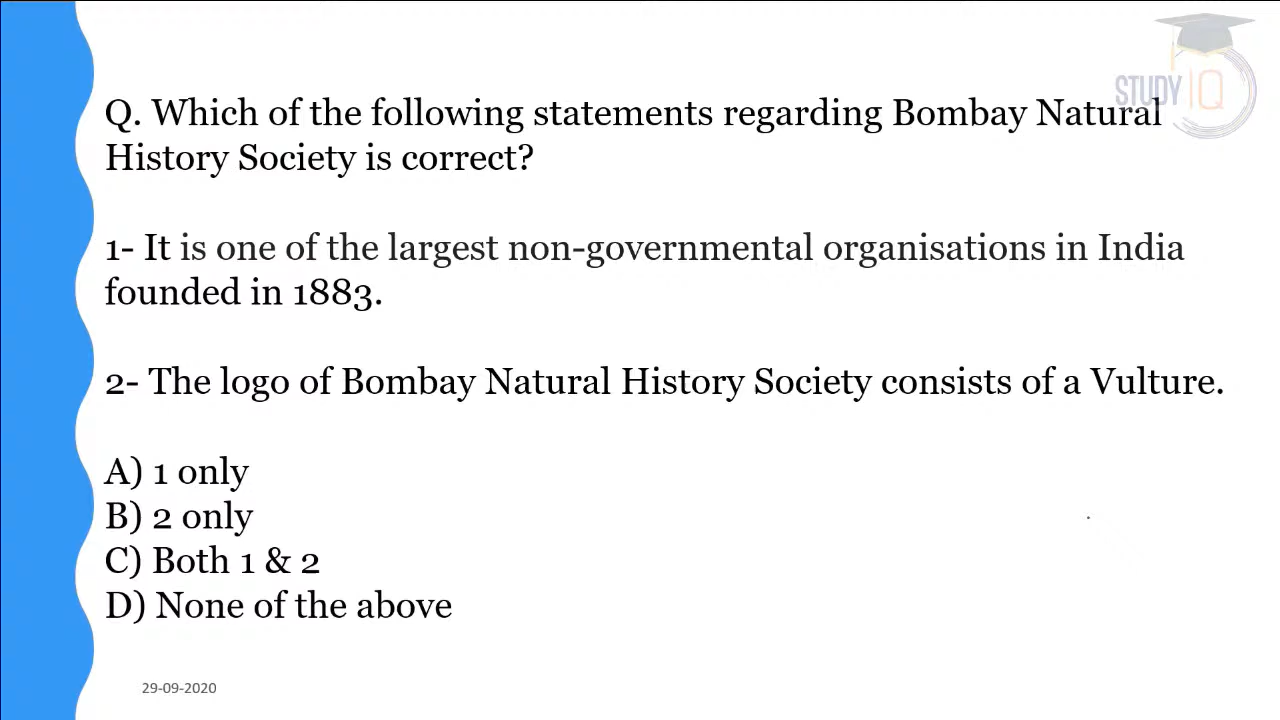 STUDY IQ
Q. Which of the following statements regarding Bombay Natural
History Society is correct?
1- It is one of the largest non-governmental organisations in India
founded in 1883.
2- The logo of Bombay Natural History Society consists of a Vulture.
A) 1 only
B) 2 only
C) Both 1 & 2
D) None of the above
29-09-2020